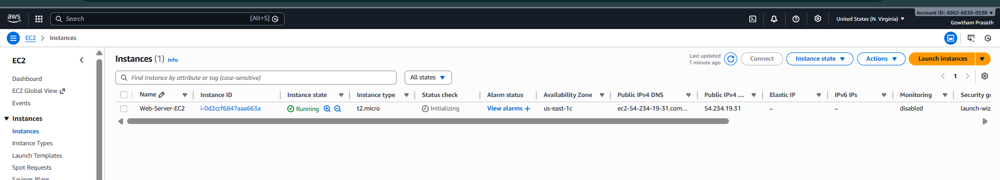 aws
Search
[Alt+S]
United States (N. Virginia)
Account ID: 4002-6830-0598
Gowtham Prasath
EC2 > Instances
EC2
Dashboard
EC2 Global View
Events
Instances
Instances
Instance Types
Launch Templates
Spot Requests
Savings Plans
Instances (1) Info
Last updated
1 minute ago
Connect
Instance state
Actions
Launch instances
Find Instance by attribute or tag (case-sensitive)
All states
1
Name Instance ID Instance state Instance type Status check Alarm status Availability Zone Public IPv4 DNS Public IPv4 ... Elastic IP IPv6 IPs Monitoring Security gr
Web-Server-EC2 i-0d2ccf6847aaa663a Running t2.micro Initializing View alarms + us-east-1c ec2-54-234-19-31.com... 54.234.19.31 – – disabled launch-wiz